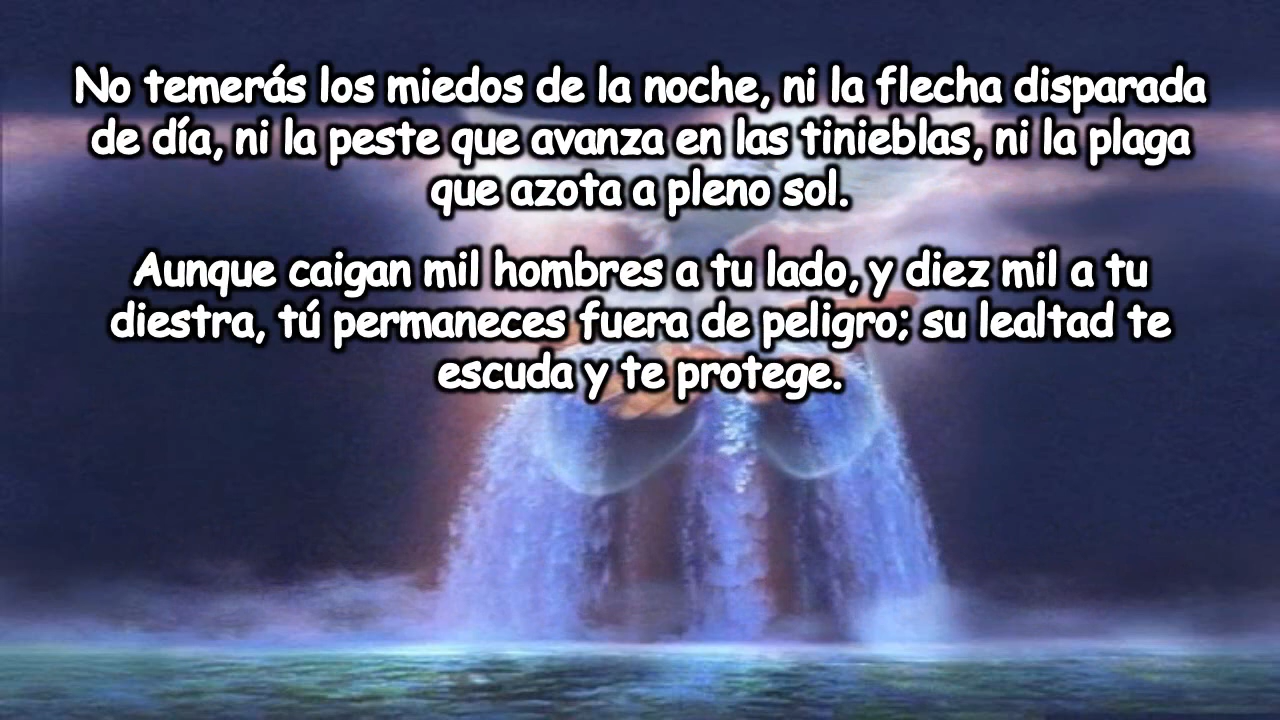 No temerás los miedos de la noche, ni la flecha disparada
de día, ni la peste que avanza en las tinieblas, ni la plaga
que azota a pleno sol.
Aunque caigan mil hombres a tu lado, y diez mil a tu
diestra, tú permaneces fuera de peligro; su lealtad te
escuda y te protege.